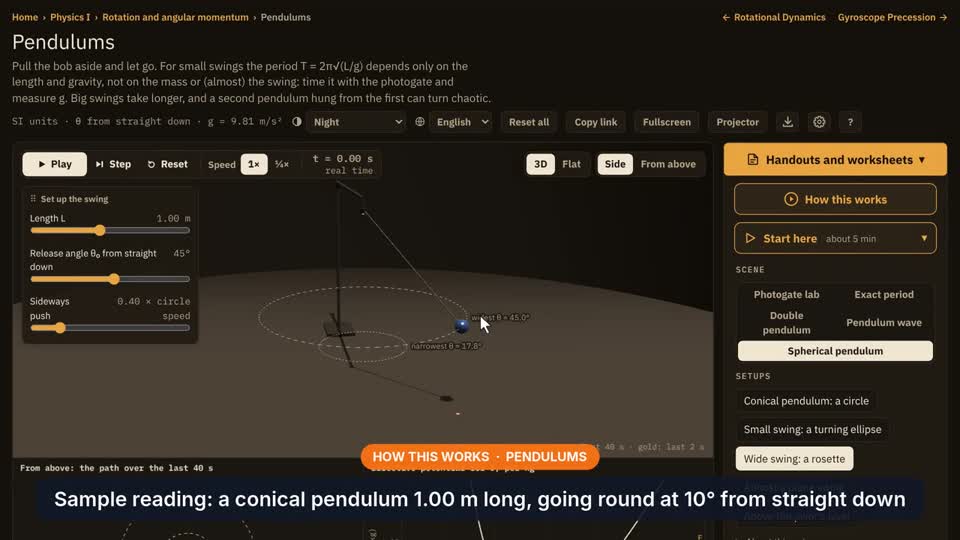 Home › Physics I › Rotation and angular momentum › Pendulums
← Rotational Dynamics Gyroscope Precession →
Pendulums
Pull the bob aside and let go. For small swings the period T = 2π√(L/g) depends only on the
length and gravity, not on the mass or (almost) the swing: time it with the photogate and
measure g. Big swings take longer, and a second pendulum hung from the first can turn chaotic.
SI units · θ from straight down · g = 9.81 m/s²
Night
English
Reset all
Copy link
Fullscreen
Projector
?
Play
Step
Reset
Speed
1×
¼×
t = 0.00 s
real time
3D
Flat
Side
From above
Set up the swing
Length L 1.00 m
Release angle θ₀ from straight 45°
down
Sideways 0.40 × circle
push speed
widest θ = 45.0°
narrowest θ = 17.8°
40 s · gold: last 2 s
From above: the path over the last 40 s
Handouts and worksheets ▾
How this works
Start here about 5 min ▾
SCENE
Photogate lab
Exact period
Double
pendulum
Pendulum wave
Spherical pendulum
SETUPS
Conical pendulum: a circle
Small swing: a turning ellipse
Wide swing: a rosette
HOW THIS WORKS · PENDULUMS
Sample reading: a conical pendulum 1.00 m long, going round at 10° from straight down